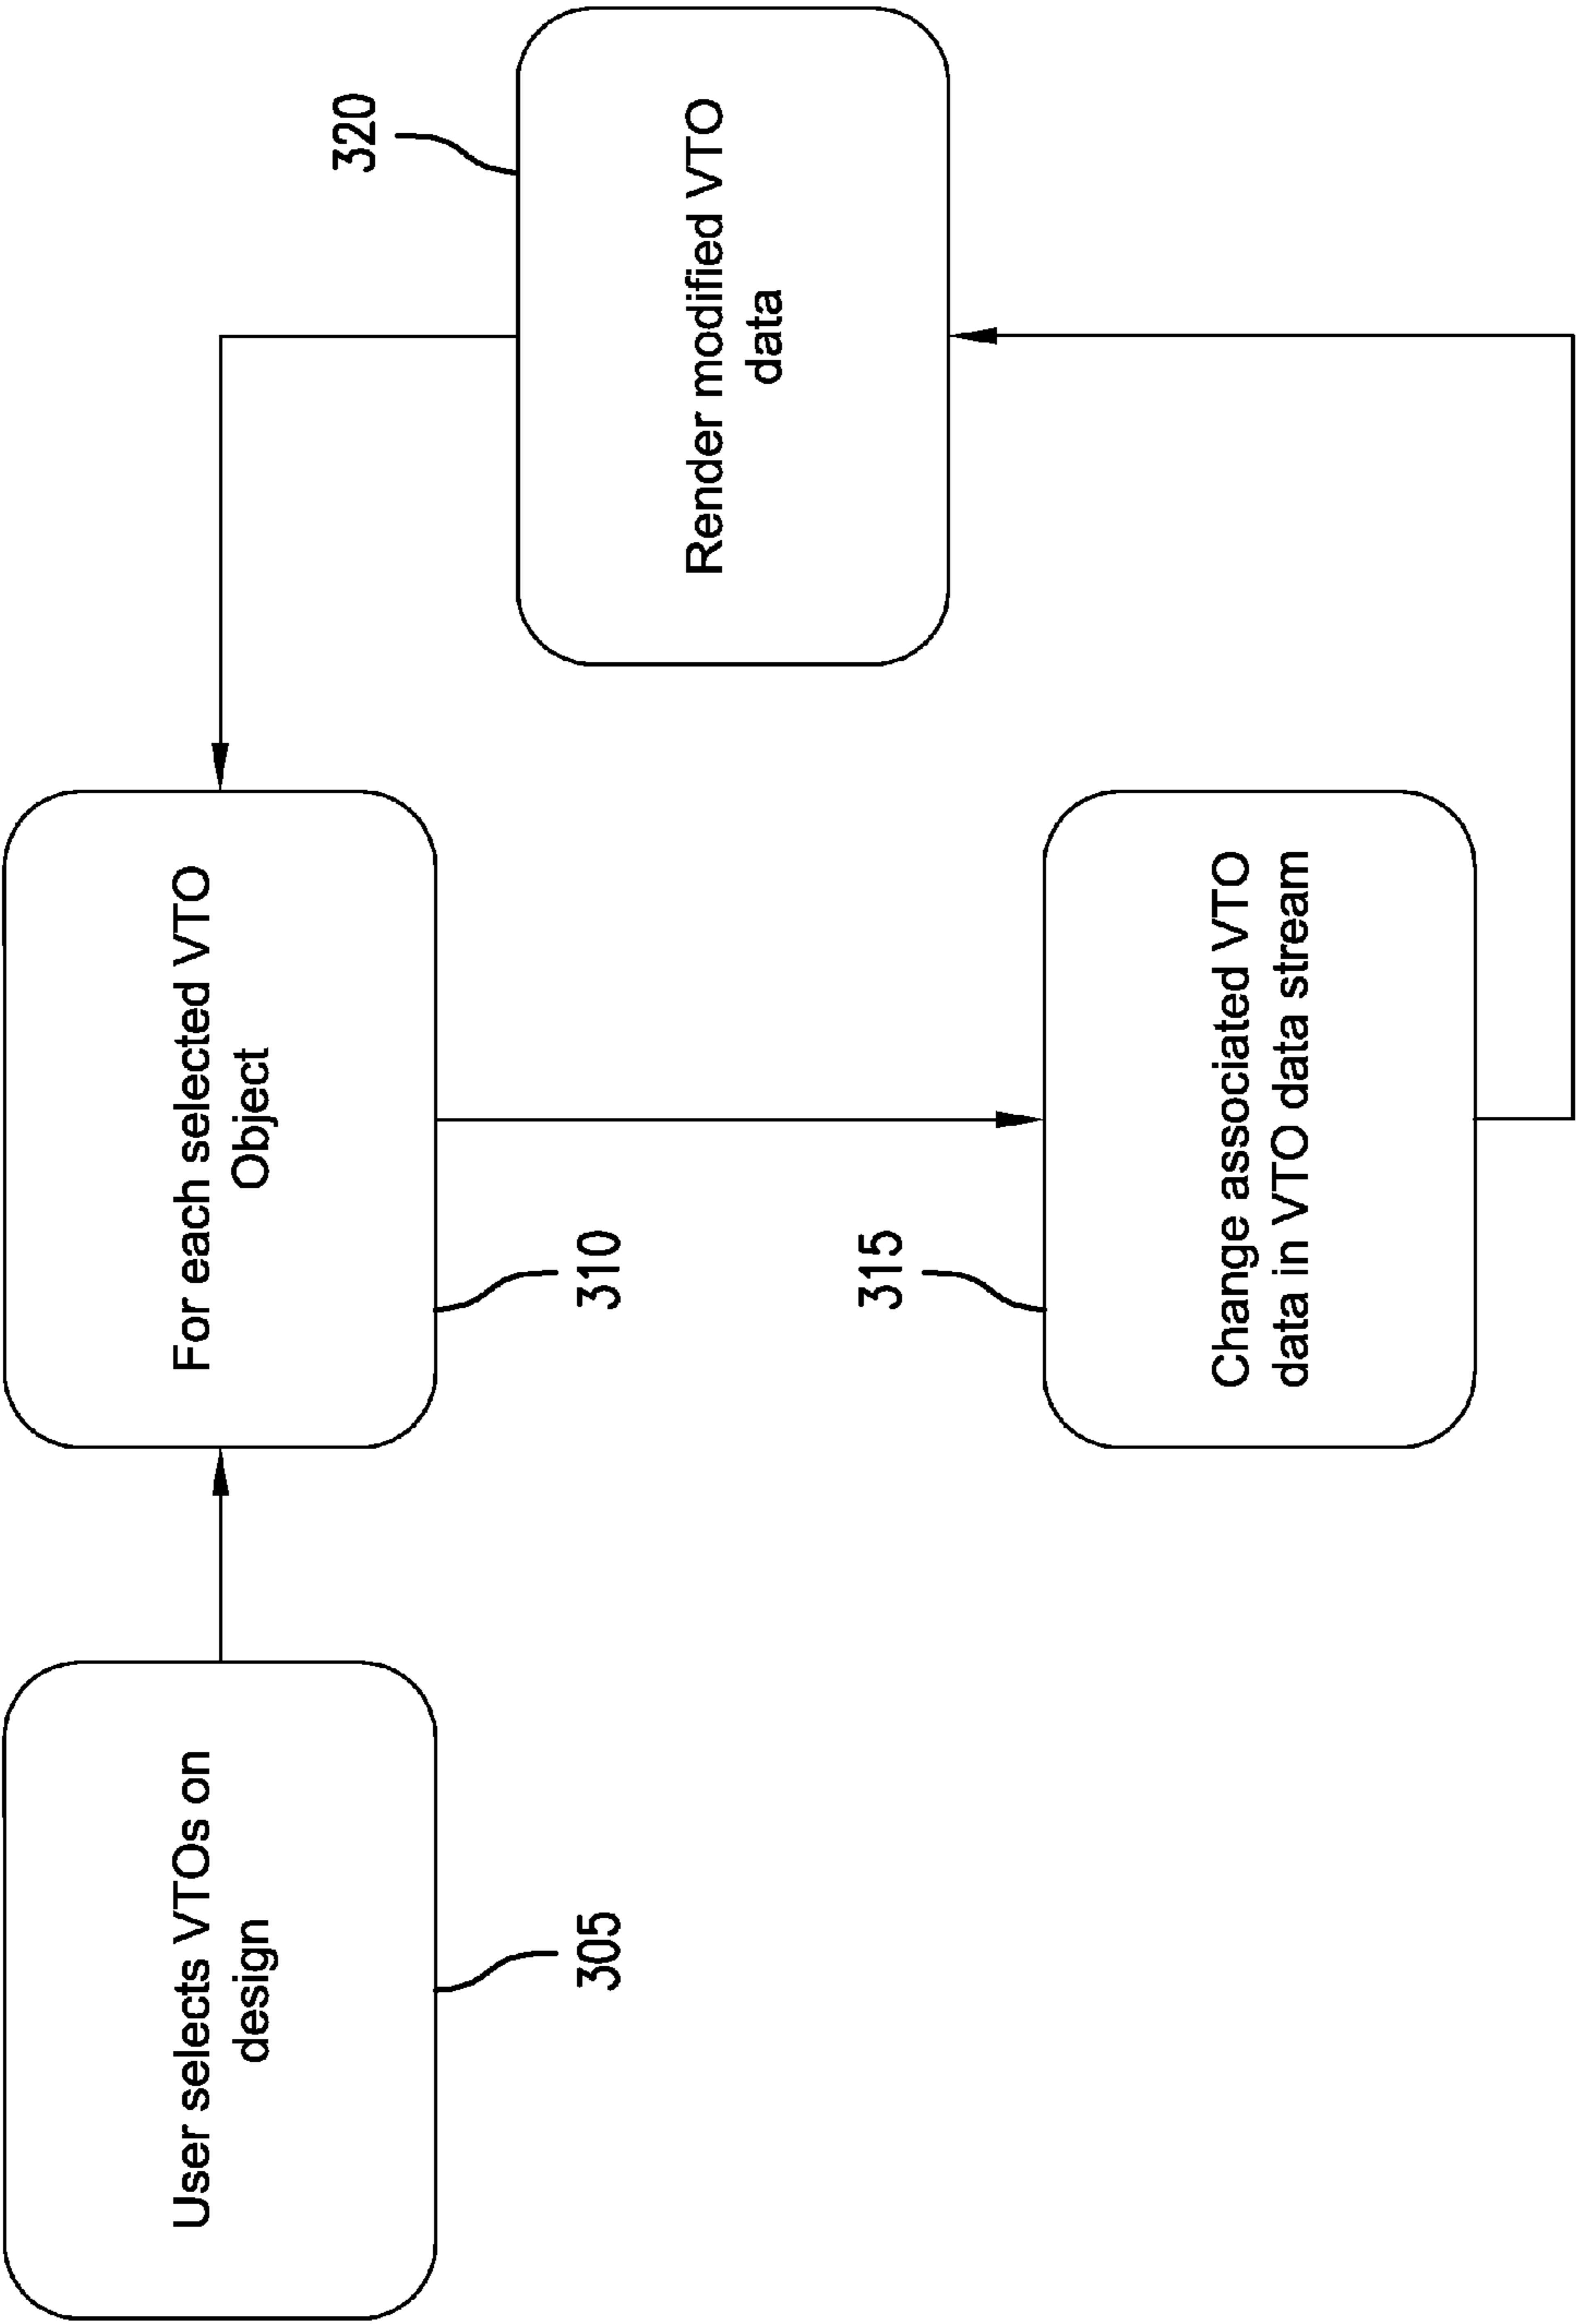 User selects VTOs on
design
305
For each selected VTO
Object
310
315
Change associated VTO
data in VTO data stream
320
Render modified VTO
data